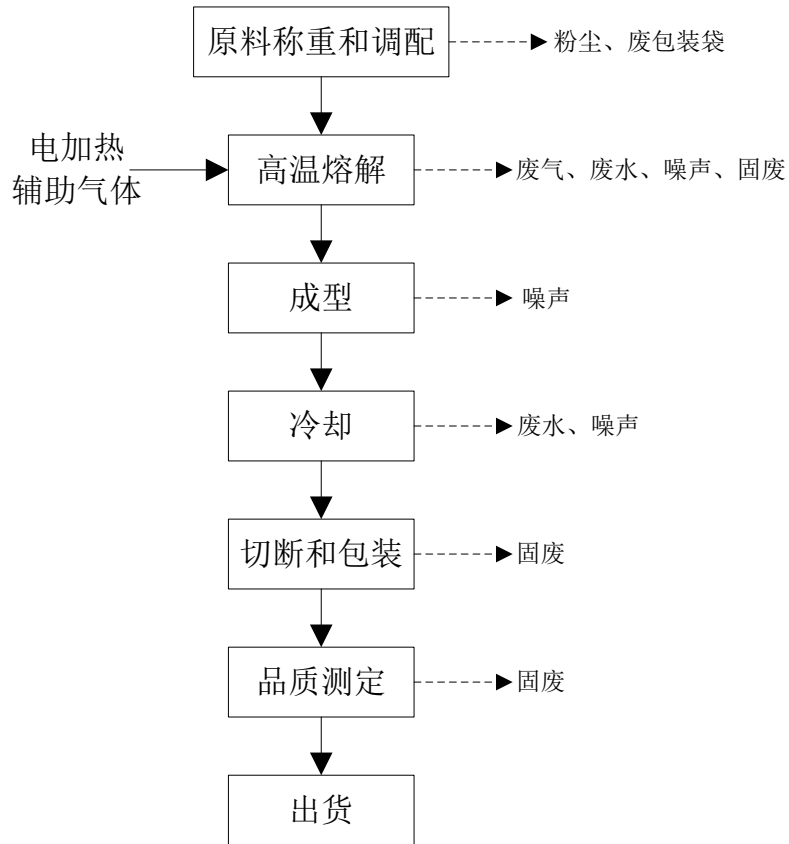 原料称重和调配
粉尘、废包装袋
电加热
辅助气体
高温熔解
废气、废水、噪声、固废
成型
噪声
冷却
废水、噪声
切断和包装
固废
品质测定
固废
出货